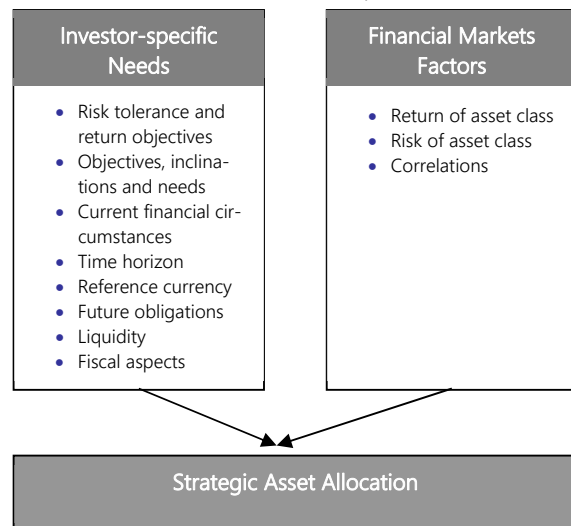 Investor-specific
Needs
• Risk tolerance and
return objectives
• Objectives, inclina-
tions and needs
• Current financial cir-
cumstances
• Time horizon
• Reference currency
• Future obligations
• Liquidity
• Fiscal aspects
Financial Markets
Factors
• Return of asset class
• Risk of asset class
• Correlations
Strategic Asset Allocation